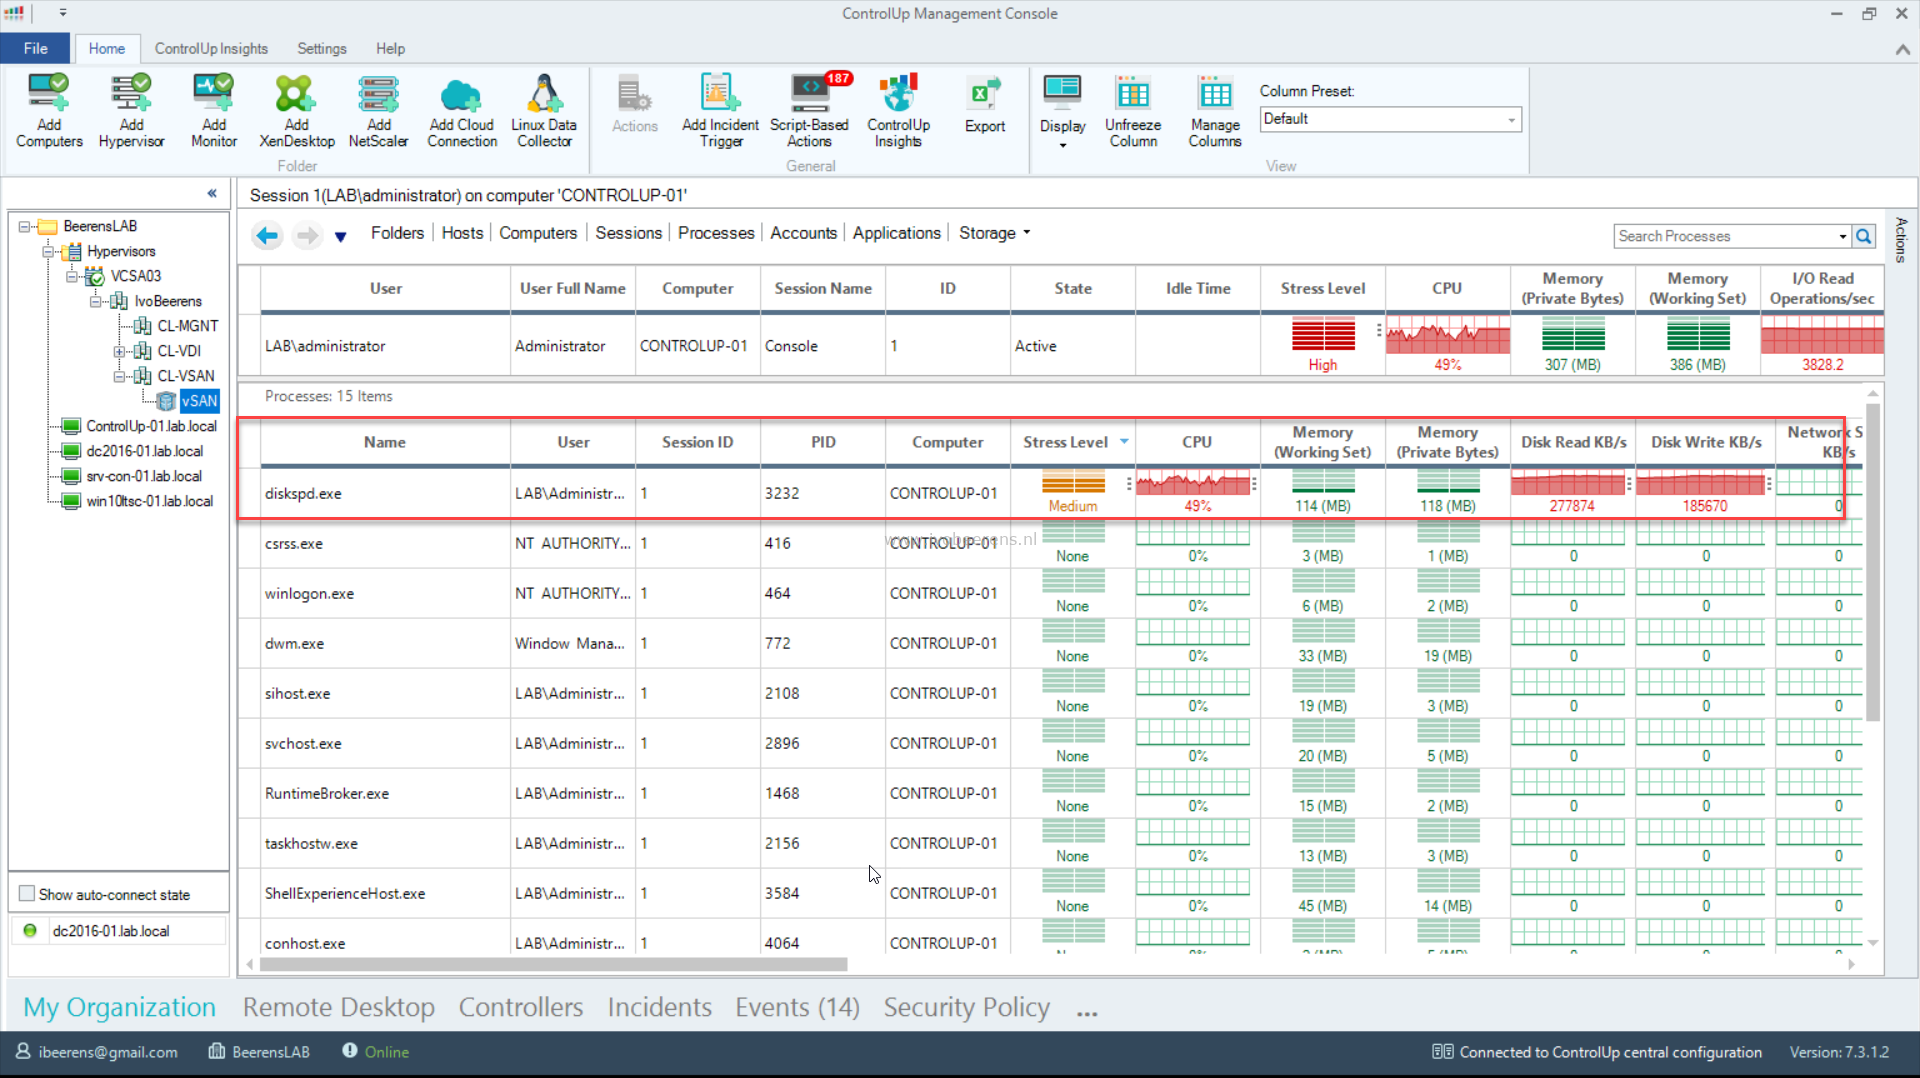 ControlUp Management Console
File Home ControlUp Insights Settings Help
Add Computers
Add Hypervisor
Add Monitor
Add XenDesktop
Add NetScaler
Add Cloud Connection
Linux Data Collector
Folder
Actions
Add Incident Trigger
187
Script-Based Actions
ControlUp Insights
Export
General
Display
Unfreeze Column
Manage Columns
Column Preset:
Default
View
«
BeerensLAB
Hypervisors
VCSA03
IvoBeerens
CL-MGNT
CL-VDI
CL-VSAN
vSAN
ControlUp-01.lab.local
dc2016-01.lab.local
srv-con-01.lab.local
win10ltsc-01.lab.local
Show auto-connect state
dc2016-01.lab.local
Session 1(LAB\administrator) on computer 'CONTROLUP-01'
Folders Hosts Computers Sessions Processes Accounts Applications Storage
Search Processes
Actions
User User Full Name Computer Session Name ID State Idle Time Stress Level CPU Memory (Private Bytes) Memory (Working Set) I/O Read Operations/sec
LAB\administrator Administrator CONTROLUP-01 Console 1 Active High 49% 307 (MB) 386 (MB) 3828.2
Processes: 15 Items
Name User Session ID PID Computer Stress Level CPU Memory (Working Set) Memory (Private Bytes) Disk Read KB/s Disk Write KB/s Network S KB/s
diskspd.exe LAB\Administr... 1 3232 CONTROLUP-01 Medium 49% 114 (MB) 118 (MB) 277874 185670 0
csrss.exe NT AUTHORITY... 1 416 CONTROLUP-01 None 0% 3 (MB) 1 (MB) 0 0 0
winlogon.exe NT AUTHORITY... 1 464 CONTROLUP-01 None 0% 6 (MB) 2 (MB) 0 0 0
dwm.exe Window Mana... 1 772 CONTROLUP-01 None 0% 33 (MB) 19 (MB) 0 0 0
sihost.exe LAB\Administr... 1 2108 CONTROLUP-01 None 0% 19 (MB) 3 (MB) 0 0 0
svchost.exe LAB\Administr... 1 2896 CONTROLUP-01 None 0% 20 (MB) 5 (MB) 0 0 0
RuntimeBroker.exe LAB\Administr... 1 1468 CONTROLUP-01 None 0% 15 (MB) 2 (MB) 0 0 0
taskhostw.exe LAB\Administr... 1 2156 CONTROLUP-01 None 0% 13 (MB) 3 (MB) 0 0 0
ShellExperienceHost.exe LAB\Administr... 1 3584 CONTROLUP-01 None 0% 45 (MB) 14 (MB) 0 0 0
conhost.exe LAB\Administr... 1 4064 CONTROLUP-01
My Organization Remote Desktop Controllers Incidents Events (14) Security Policy ...
ibeerens@gmail.com BeerensLAB Online Connected to ControlUp central configuration Version: 7.3.1.2